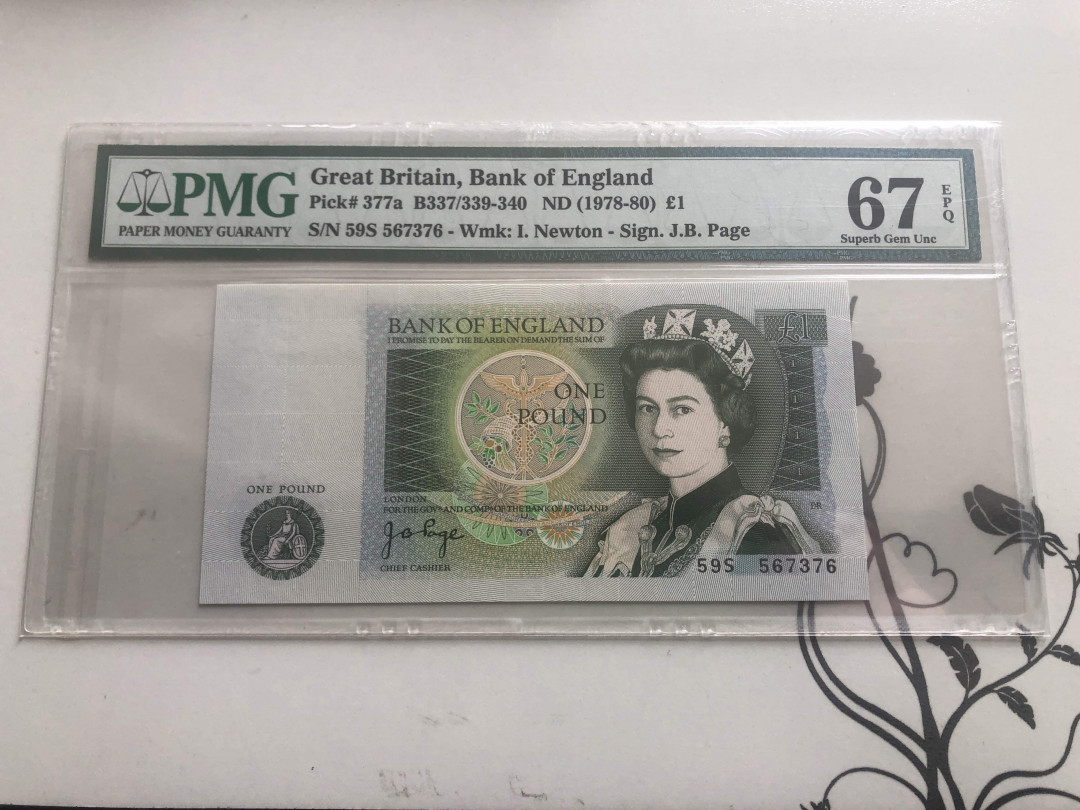 PMG
PAPER MONEY GUARANTY
Great Britain, Bank of England
Pick# 377a B337/339-340 ND (1978-80) £1
S/N 59S 567376 - Wmk: I. Newton - Sign. J.B. Page
67
EPQ
Superb Gem Unc
BANK OF ENGLAND
I PROMISE TO PAY THE BEARER ON DEMAND THE SUM OF
£1
ONE
POUND
ONE POUND
LONDON
FOR THE GOVR AND COMPA OF THE BANK OF ENGLAND
J B Page
CHIEF CASHIER
59S 567376